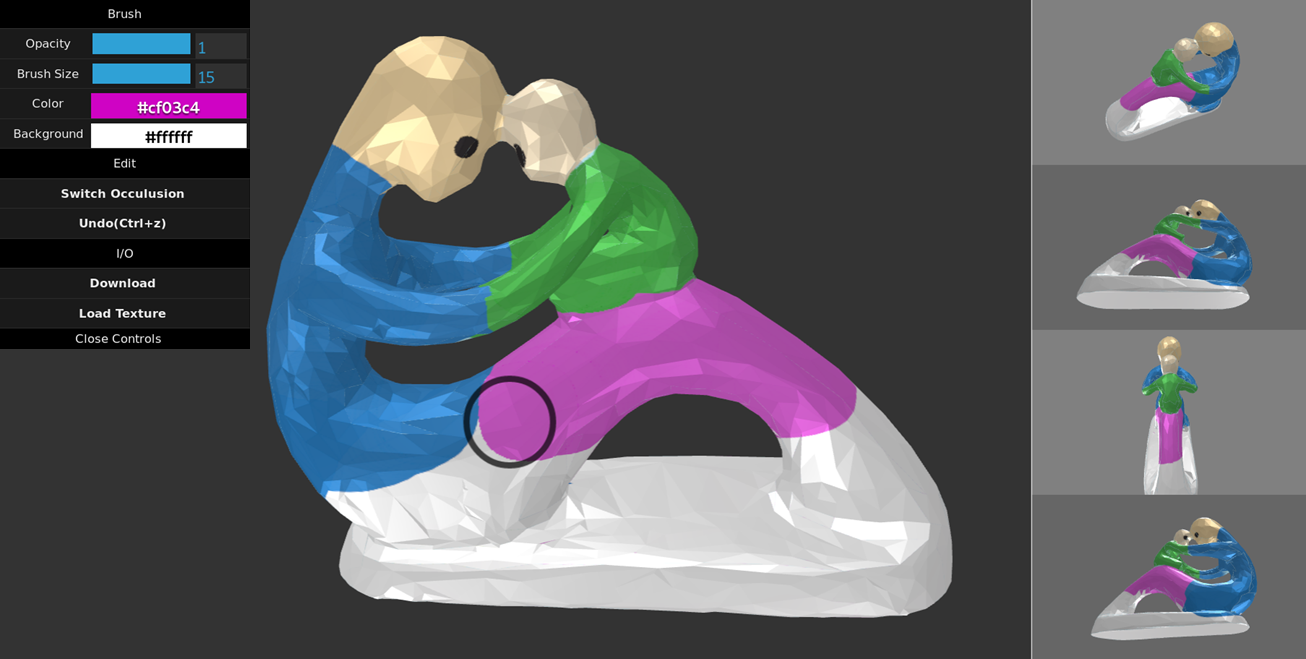 Brush
Opacity 1
Brush Size 15
Color #cf03c4
Background #ffffff
Edit
Switch Occulusion
Undo(Ctrl+z)
I/O
Download
Load Texture
Close Controls